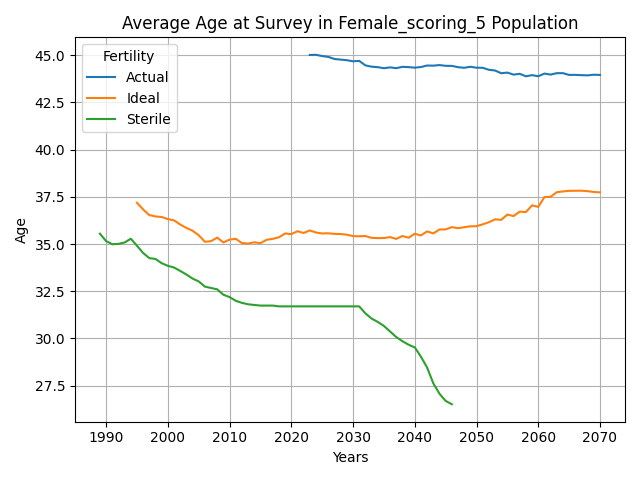 Average Age at Survey in Female_scoring_5 Population
Fertility
Actual
Ideal
Sterile
Age
45.0
42.5
40.0
37.5
35.0
32.5
30.0
27.5
1990 2000 2010 2020 2030 2040 2050 2060 2070
Years